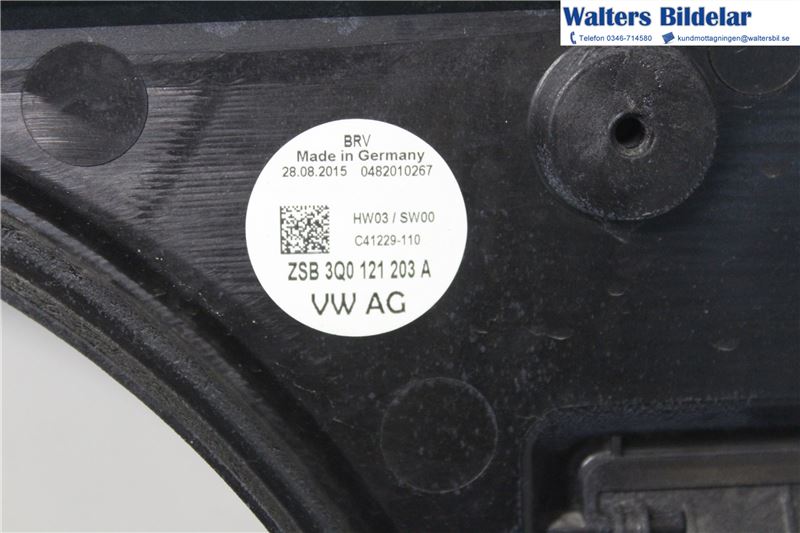 Walters Bildelar
Telefon 0346-714580 kundmottagningen@waltersbil.se
BRV
Made in Germany
28.08.2015 0482010267
HW03 / SW00
C41229-110
ZSB 3Q0 121 203 A
VW AG